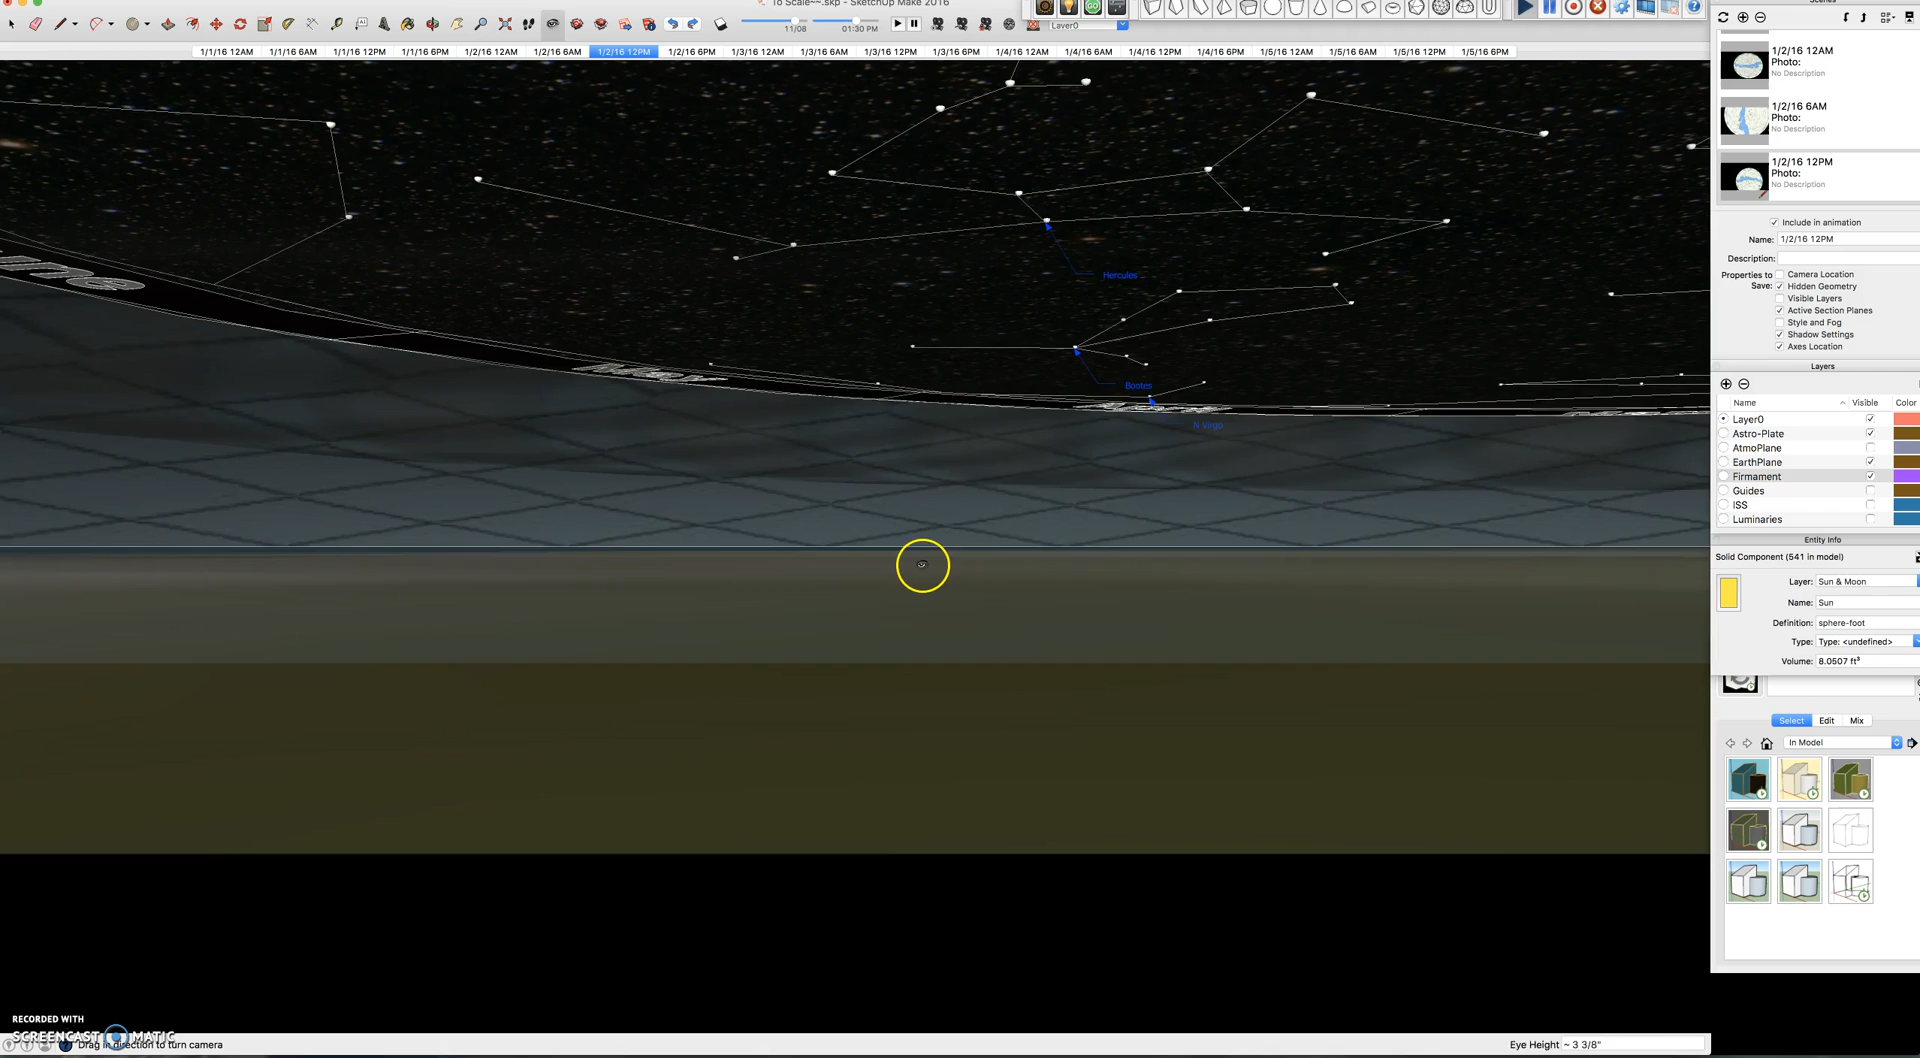 To Scale~~.skp - SketchUp Make 2016
Scenes
11/08
01:30 PM
Layer0
1/1/16 12AM 1/1/16 6AM 1/1/16 12PM 1/1/16 6PM 1/2/16 12AM 1/2/16 6AM 1/2/16 12PM 1/2/16 6PM 1/3/16 12AM 1/3/16 6AM 1/3/16 12PM 1/3/16 6PM 1/4/16 12AM 1/4/16 6AM 1/4/16 12PM 1/4/16 6PM 1/5/16 12AM 1/5/16 6AM 1/5/16 12PM 1/5/16 6PM
1/2/16 12AM
Photo:
No Description
1/2/16 6AM
Photo:
No Description
1/2/16 12PM
Photo:
No Description
Include in animation
Name: 1/2/16 12PM
Description:
Properties to Save:
Camera Location
Hidden Geometry
Visible Layers
Active Section Planes
Style and Fog
Shadow Settings
Axes Location
Layers
Name Visible Color
Layer0
Astro-Plate
AtmoPlane
EarthPlane
Firmament
Guides
ISS
Luminaries
Entity Info
Solid Component (541 in model)
Layer: Sun & Moon
Name: Sun
Definition: sphere-foot
Type: Type: <undefined>
Volume: 8.0507 ft³
Select Edit Mix
In Model
Hercules
Bootes
N Virgo
RECORDED WITH
SCREENCAST MATIC
Drag in direction to turn camera
Eye Height ~ 3 3/8"